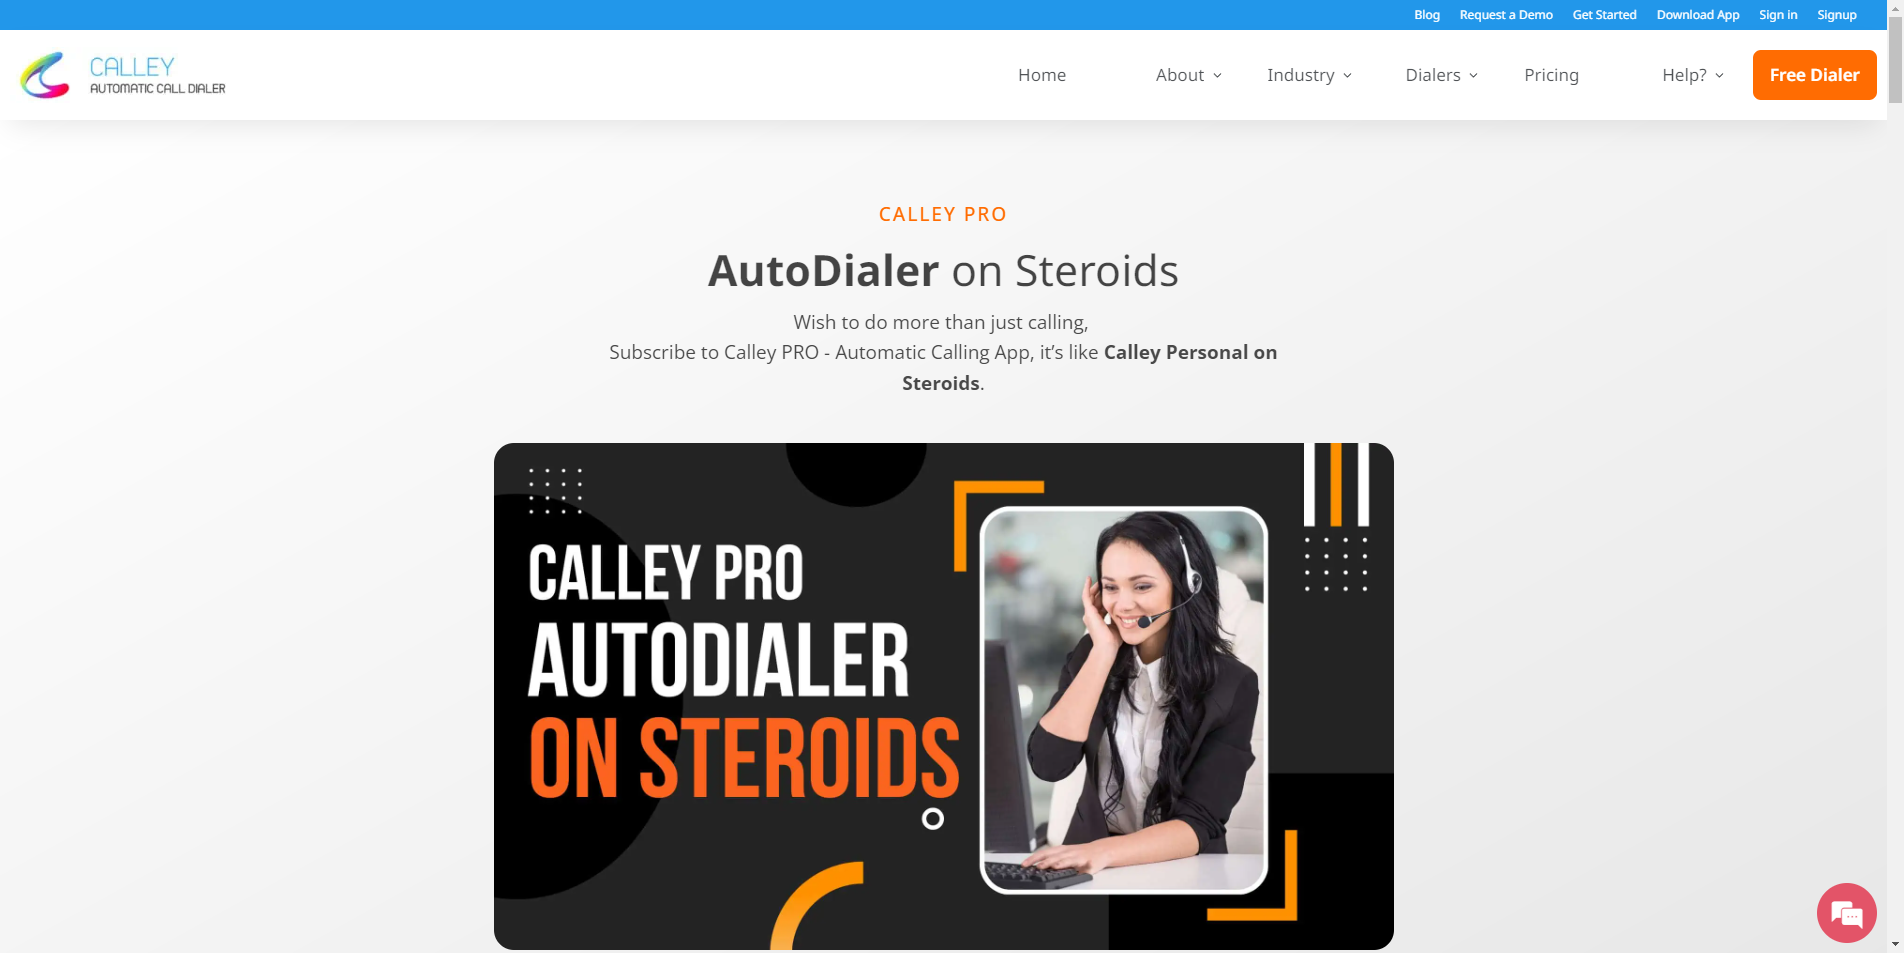 Blog Request a Demo Get Started Download App Sign in Signup
CALLEY
AUTOMATIC CALL DIALER
Home About Industry Dialers Pricing Help? Free Dialer
CALLEY PRO
AutoDialer on Steroids
Wish to do more than just calling,
Subscribe to Calley PRO - Automatic Calling App, it’s like Calley Personal on
Steroids.
CALLEY PRO
AUTODIALER
ON STEROIDS